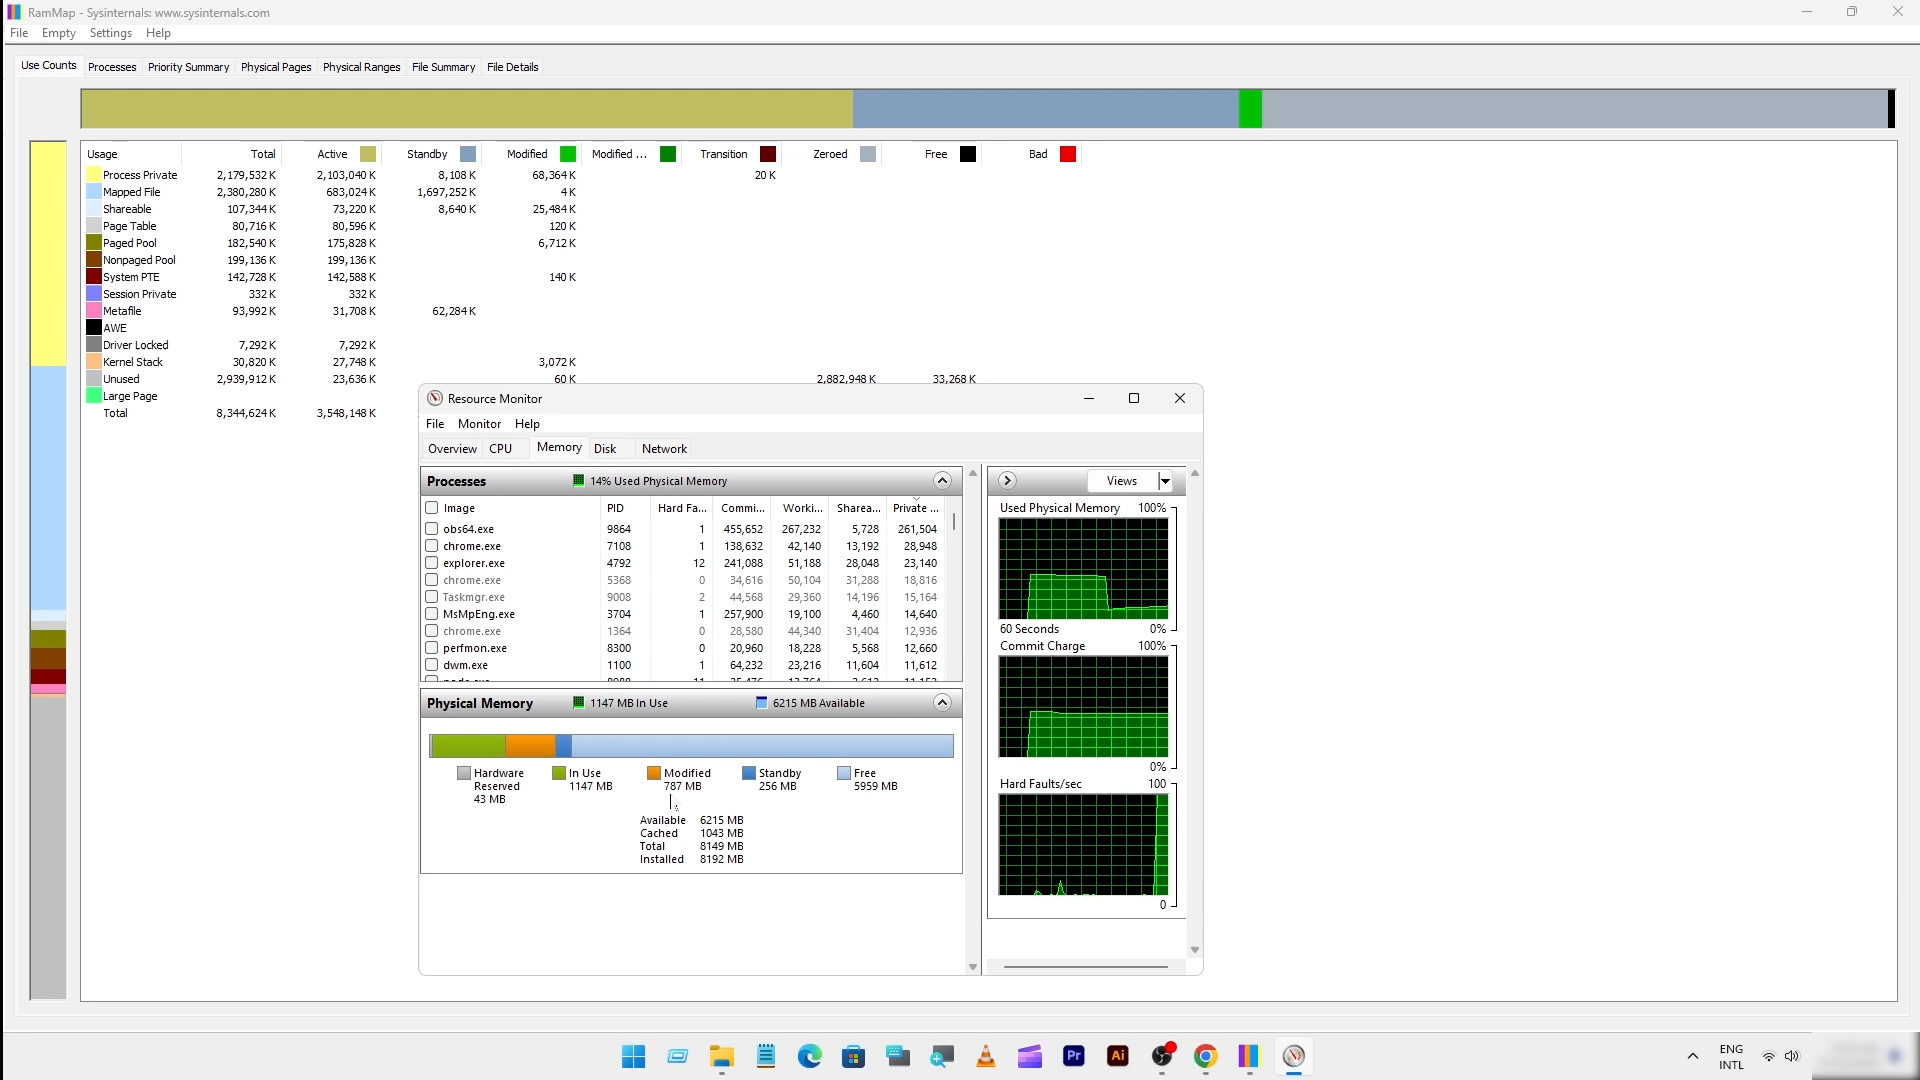 RamMap - Sysinternals: www.sysinternals.com
File Empty Settings Help
Use Counts Processes Priority Summary Physical Pages Physical Ranges File Summary File Details
Usage Total Active Standby Modified Modified ... Transition Zeroed Free Bad
Process Private 2,179,532 K 2,103,040 K 8,108 K 68,364 K 20 K
Mapped File 2,380,280 K 683,024 K 1,697,252 K 4 K
Shareable 107,344 K 73,220 K 8,640 K 25,484 K
Page Table 80,716 K 80,596 K 120 K
Paged Pool 182,540 K 175,828 K 6,712 K
Nonpaged Pool 199,136 K 199,136 K
System PTE 142,728 K 142,588 K 140 K
Session Private 332 K 332 K
Metafile 93,992 K 31,708 K 62,284 K
AWE
Driver Locked 7,292 K 7,292 K
Kernel Stack 30,820 K 27,748 K 3,072 K
Unused 2,939,912 K 23,636 K 60 K 2,882,948 K 33,268 K
Large Page
Total 8,344,624 K 3,548,148 K
Resource Monitor
File Monitor Help
Overview CPU Memory Disk Network
Processes 14% Used Physical Memory
Image PID Hard Fa... Commi... Worki... Sharea... Private ...
obs64.exe 9864 1 455,652 267,232 5,728 261,504
chrome.exe 7108 1 138,632 42,140 13,192 28,948
explorer.exe 4792 12 241,088 51,188 28,048 23,140
chrome.exe 5368 0 34,616 50,104 31,288 18,816
Taskmgr.exe 9008 2 44,568 29,360 14,196 15,164
MsMpEng.exe 3704 1 257,900 19,100 4,460 14,640
chrome.exe 1364 0 28,580 44,340 31,404 12,936
perfmon.exe 8300 0 20,960 18,228 5,568 12,660
dwm.exe 1100 1 64,232 23,216 11,604 11,612
Physical Memory 1147 MB In Use 6215 MB Available
Hardware Reserved 43 MB
In Use 1147 MB
Modified 787 MB
Standby 256 MB
Free 5959 MB
Available 6215 MB
Cached 1043 MB
Total 8149 MB
Installed 8192 MB
Views
Used Physical Memory 100%
60 Seconds 0%
Commit Charge 100%
0%
Hard Faults/sec 100
0
Pr
Ai
ENG
INTL